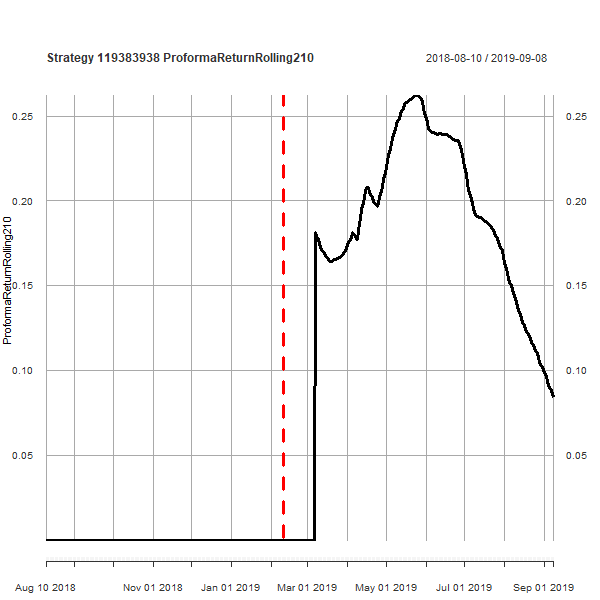 Strategy 119383938 ProformaReturnRolling210
2018-08-10 / 2019-09-08
0.25 0.25
0.20 0.20
0.15 0.15
0.10 0.10
0.05 0.05
ProformaReturnRolling210
Aug 10 2018 Nov 01 2018 Jan 01 2019 Mar 01 2019 May 01 2019 Jul 01 2019 Sep 01 2019